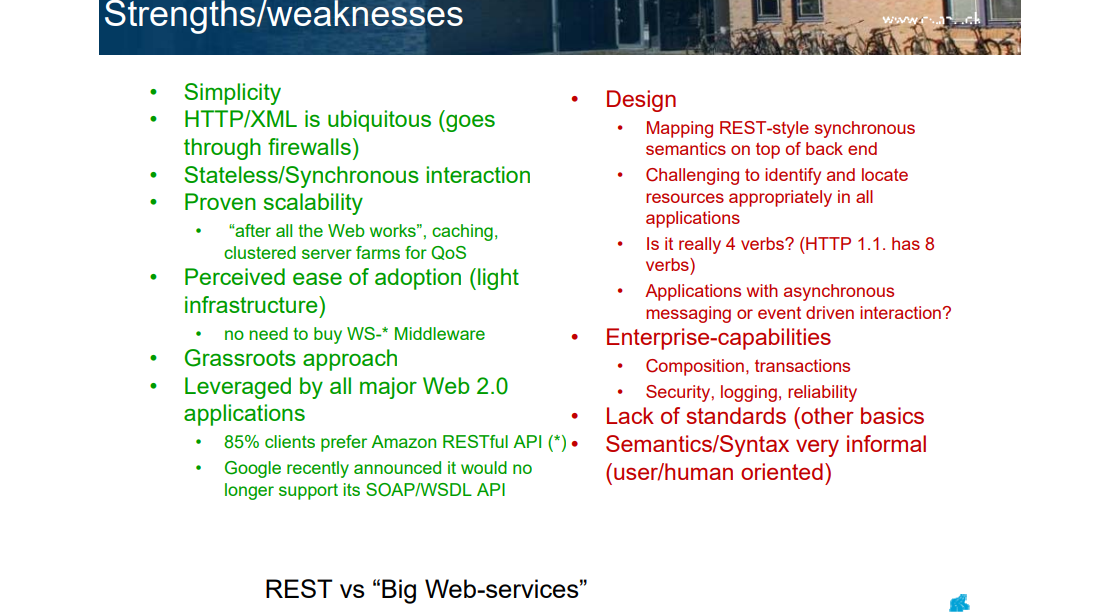 Strengths/weaknesses
• Simplicity
• HTTP/XML is ubiquitous (goes
through firewalls)
• Stateless/Synchronous interaction
• Proven scalability
• “after all the Web works”, caching,
clustered server farms for QoS
• Perceived ease of adoption (light
infrastructure)
• no need to buy WS-* Middleware
• Grassroots approach
• Leveraged by all major Web 2.0
applications
• 85% clients prefer Amazon RESTful API (*)
• Google recently announced it would no
longer support its SOAP/WSDL API
• Design
• Mapping REST-style synchronous
semantics on top of back end
• Challenging to identify and locate
resources appropriately in all
applications
• Is it really 4 verbs? (HTTP 1.1. has 8
verbs)
• Applications with asynchronous
messaging or event driven interaction?
• Enterprise-capabilities
• Composition, transactions
• Security, logging, reliability
• Lack of standards (other basics
• Semantics/Syntax very informal
(user/human oriented)
REST vs “Big Web-services”